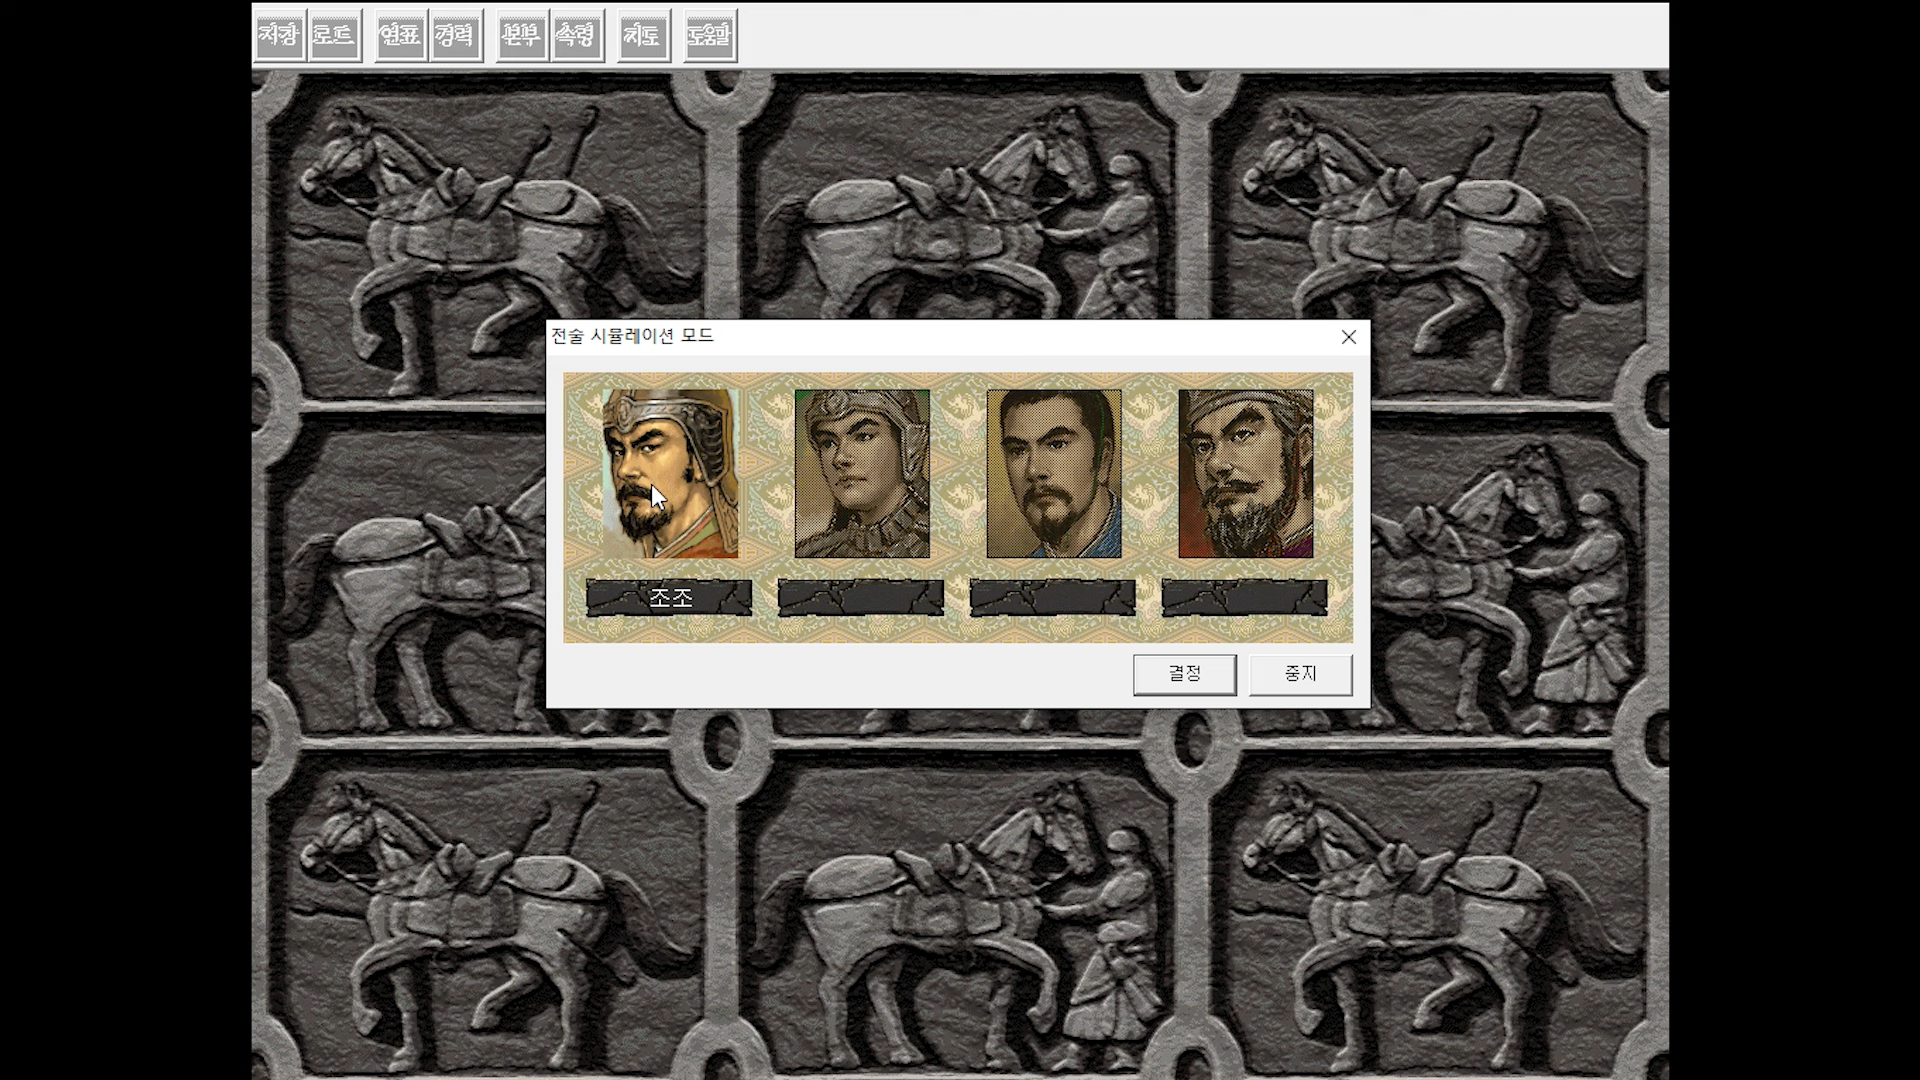 저장 로드 연표 경력 본부 속령 지도 도움말
전술 시뮬레이션 모드
조조
결정 중지